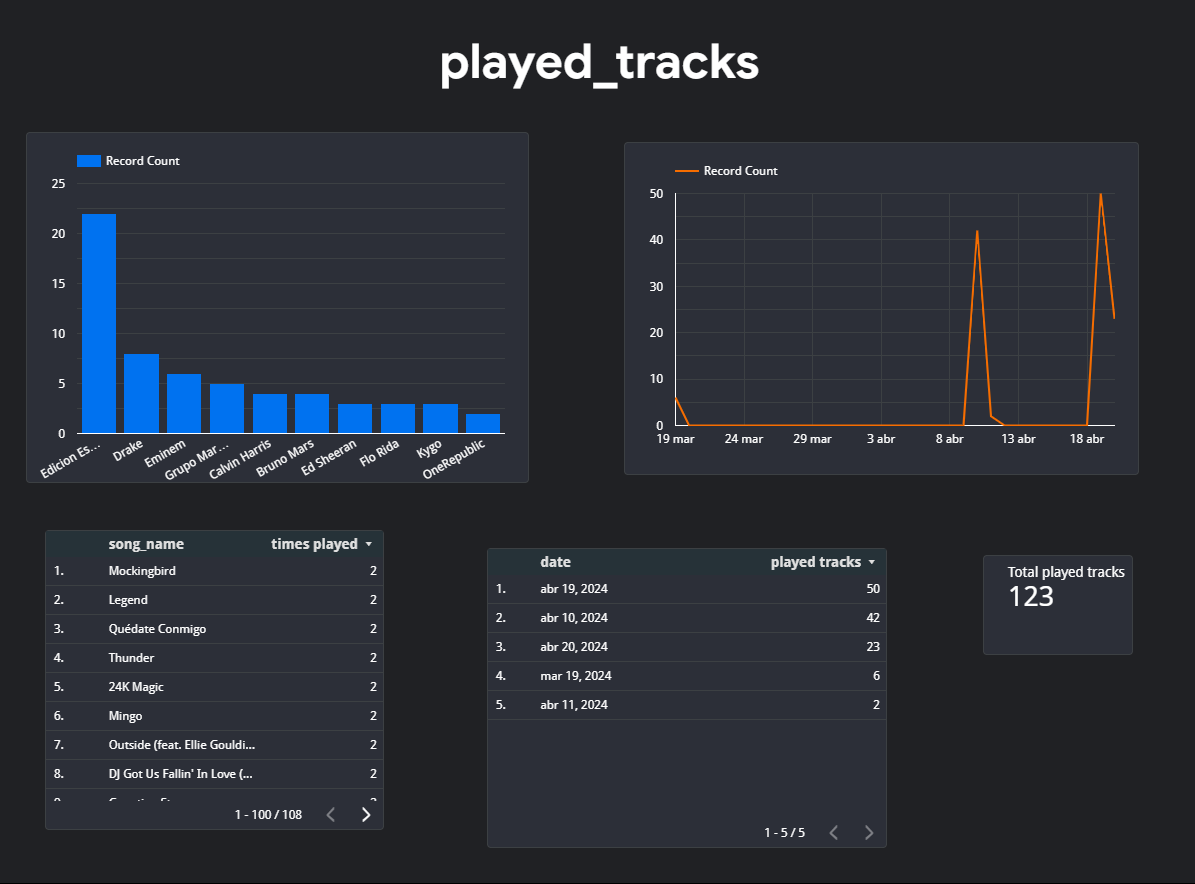 played_tracks
Record Count
25
20
15
10
5
0
Edicion Es...
Drake
Eminem
Grupo Mar...
Calvin Harris
Bruno Mars
Ed Sheeran
Flo Rida
Kygo
OneRepublic
Record Count
50
40
30
20
10
0
19 mar 24 mar 29 mar 3 abr 8 abr 13 abr 18 abr
song_name times played
1. Mockingbird 2
2. Legend 2
3. Quédate Conmigo 2
4. Thunder 2
5. 24K Magic 2
6. Mingo 2
7. Outside (feat. Ellie Gouldi... 2
8. DJ Got Us Fallin' In Love (... 2
1 - 100 / 108
date played tracks
1. abr 19, 2024 50
2. abr 10, 2024 42
3. abr 20, 2024 23
4. mar 19, 2024 6
5. abr 11, 2024 2
1 - 5 / 5
Total played tracks
123